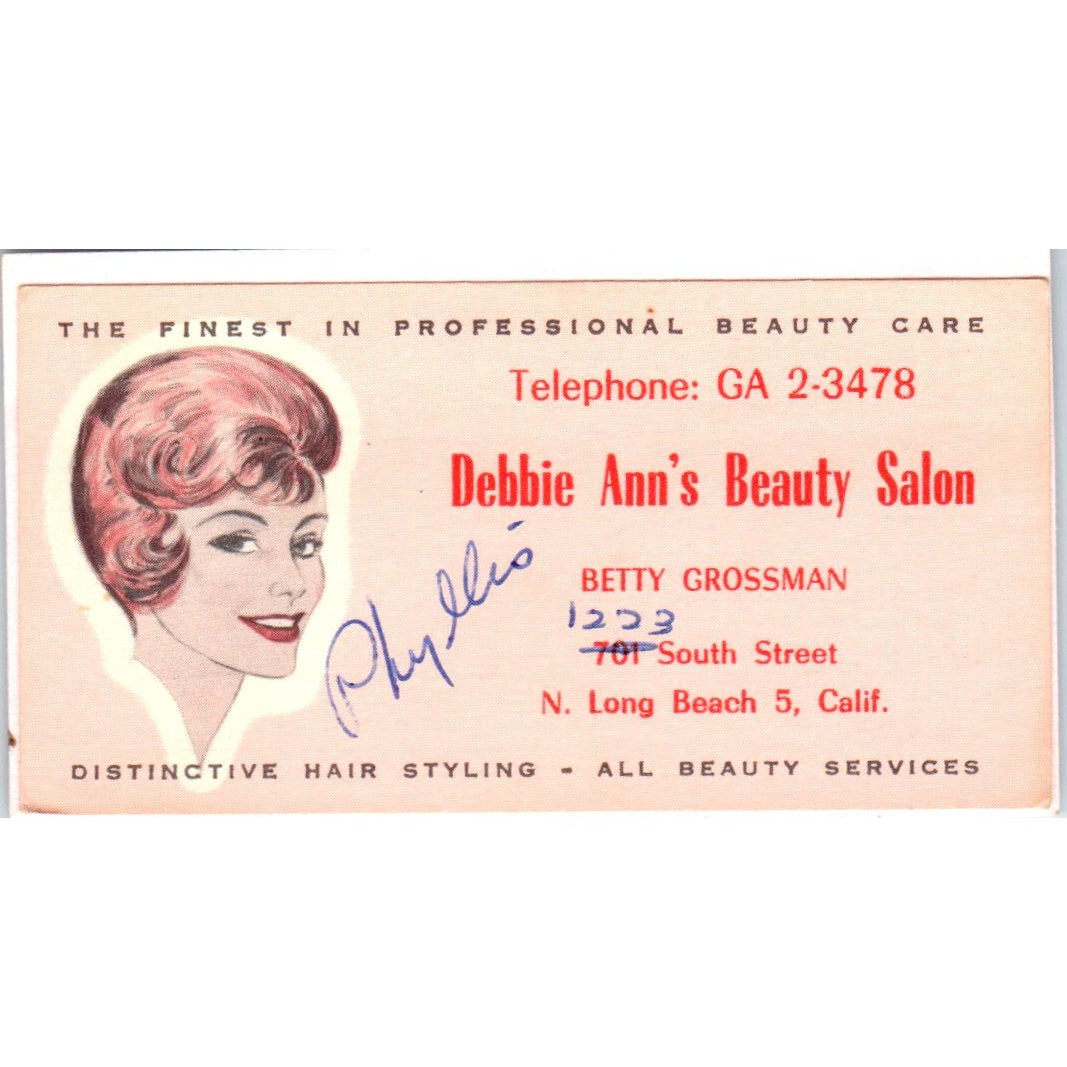 THE FINEST IN PROFESSIONAL BEAUTY CARE
Telephone: GA 2-3478
Debbie Ann's Beauty Salon
Phyllis
BETTY GROSSMAN
1223
701 South Street
N. Long Beach 5, Calif.
DISTINCTIVE HAIR STYLING - ALL BEAUTY SERVICES